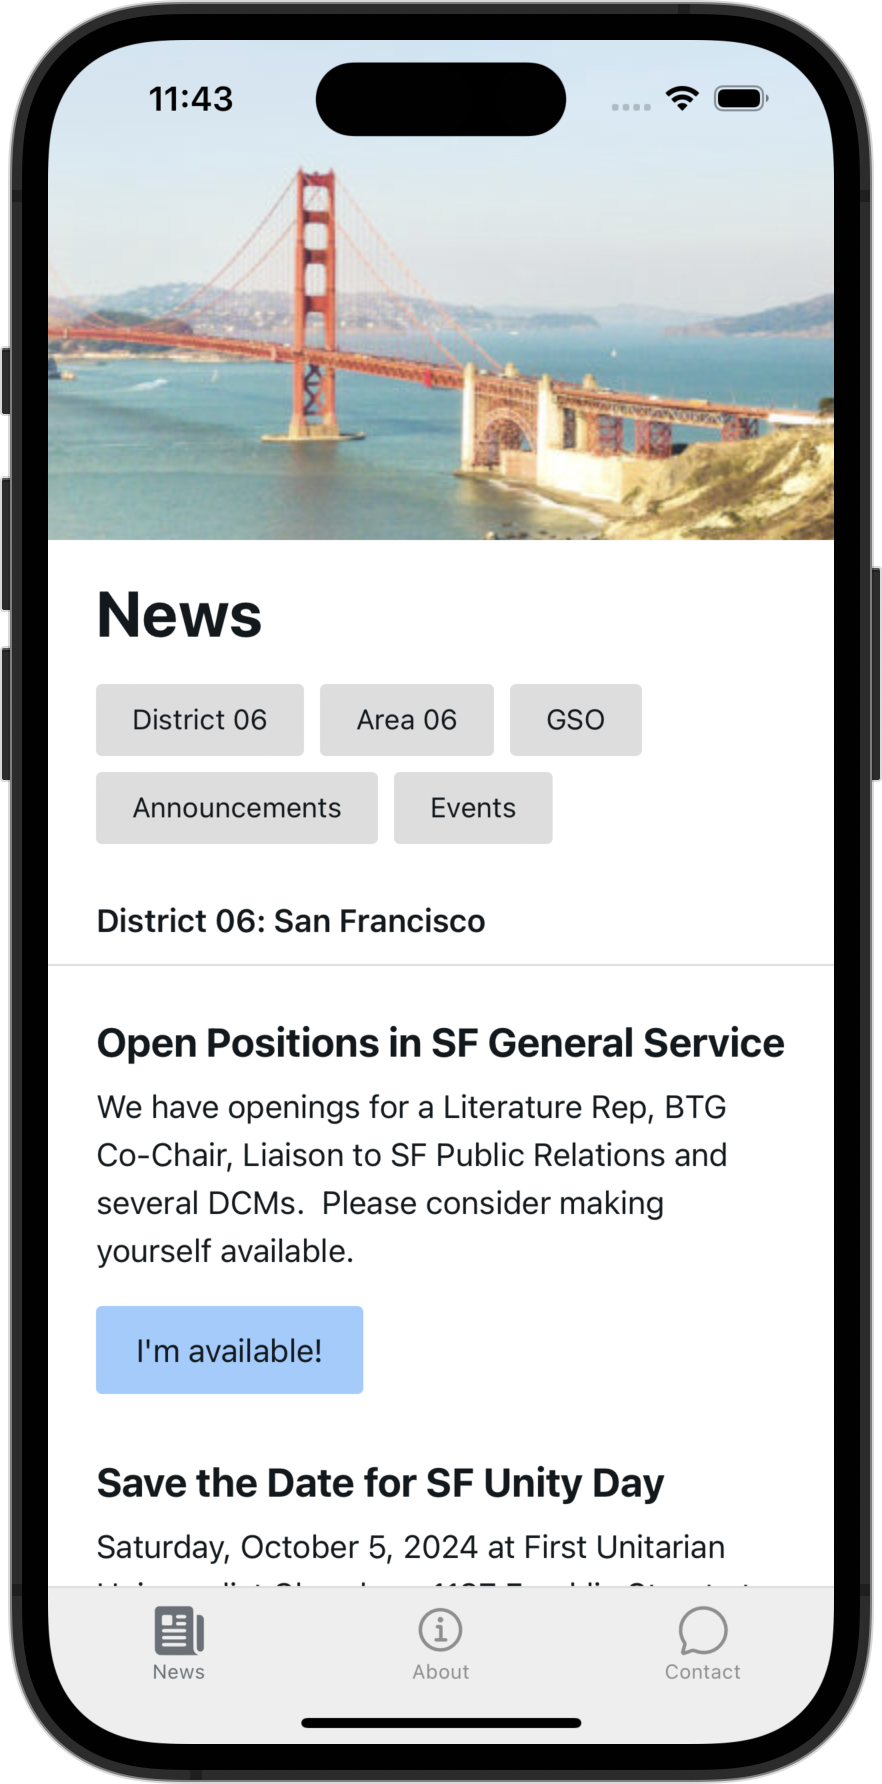 11:43
News
District 06
Area 06
GSO
Announcements
Events
District 06: San Francisco
Open Positions in SF General Service
We have openings for a Literature Rep, BTG
Co-Chair, Liaison to SF Public Relations and
several DCMs.  Please consider making
yourself available.
I'm available!
Save the Date for SF Unity Day
Saturday, October 5, 2024 at First Unitarian
News
About
Contact